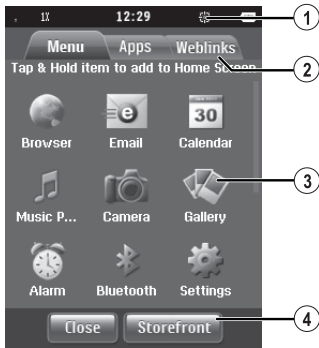 1X 12:29
1
Menu Apps Weblinks
2
Tap & Hold item to add to Home Screen
e 30
Browser Email Calendar
3
Music P... Camera Gallery
Alarm Bluetooth Settings
Close Storefront
4